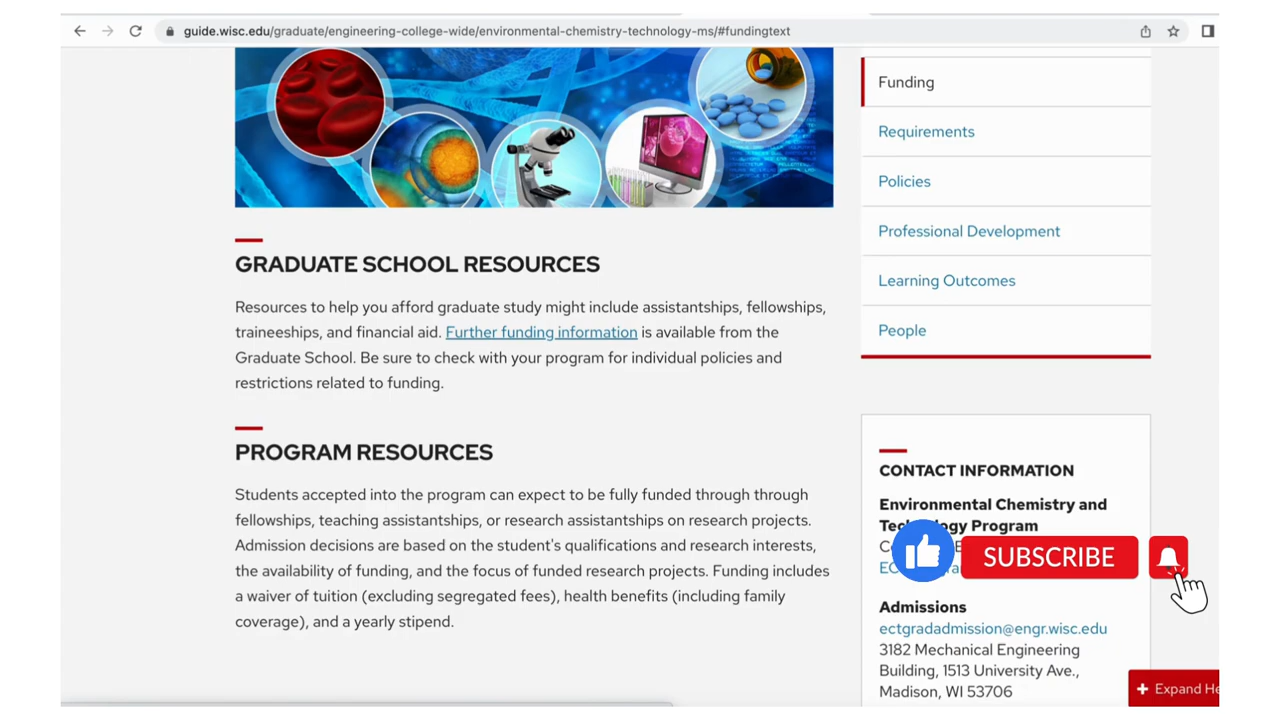 guide.wisc.edu/graduate/engineering-college-wide/environmental-chemistry-technology-ms/#fundingtext
Funding
Requirements
Policies
Professional Development
Learning Outcomes
People
GRADUATE SCHOOL RESOURCES
Resources to help you afford graduate study might include assistantships, fellowships,
traineeships, and financial aid. Further funding information is available from the
Graduate School. Be sure to check with your program for individual policies and
restrictions related to funding.
PROGRAM RESOURCES
Students accepted into the program can expect to be fully funded through through
fellowships, teaching assistantships, or research assistantships on research projects.
Admission decisions are based on the student's qualifications and research interests,
the availability of funding, and the focus of funded research projects. Funding includes
a waiver of tuition (excluding segregated fees), health benefits (including family
coverage), and a yearly stipend.
CONTACT INFORMATION
Environmental Chemistry and
Program
SUBSCRIBE
Admissions
ectgradadmission@engr.wisc.edu
3182 Mechanical Engineering
Building, 1513 University Ave.,
Madison, WI 53706
+ Expand